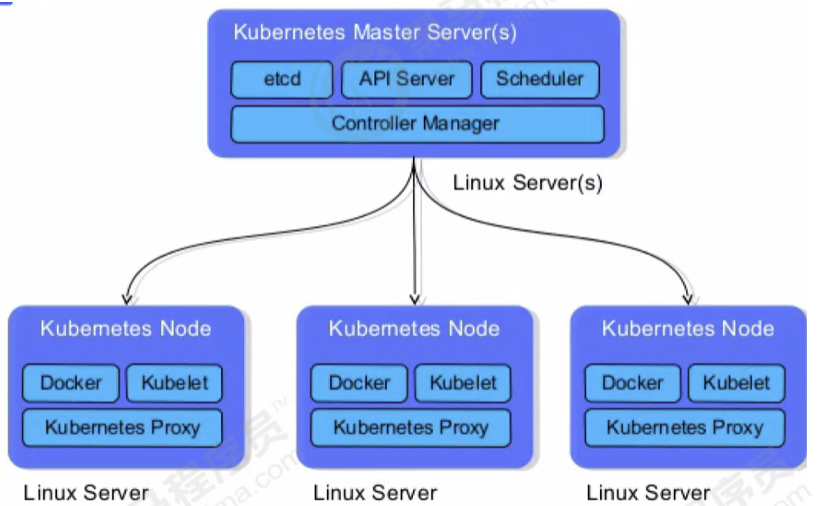 Kubernetes Master Server(s)
etcd API Server Scheduler
Controller Manager
Linux Server(s)
Kubernetes Node Kubernetes Node Kubernetes Node
Docker Kubelet Docker Kubelet Docker Kubelet
Kubernetes Proxy Kubernetes Proxy Kubernetes Proxy
Linux Server Linux Server Linux Server